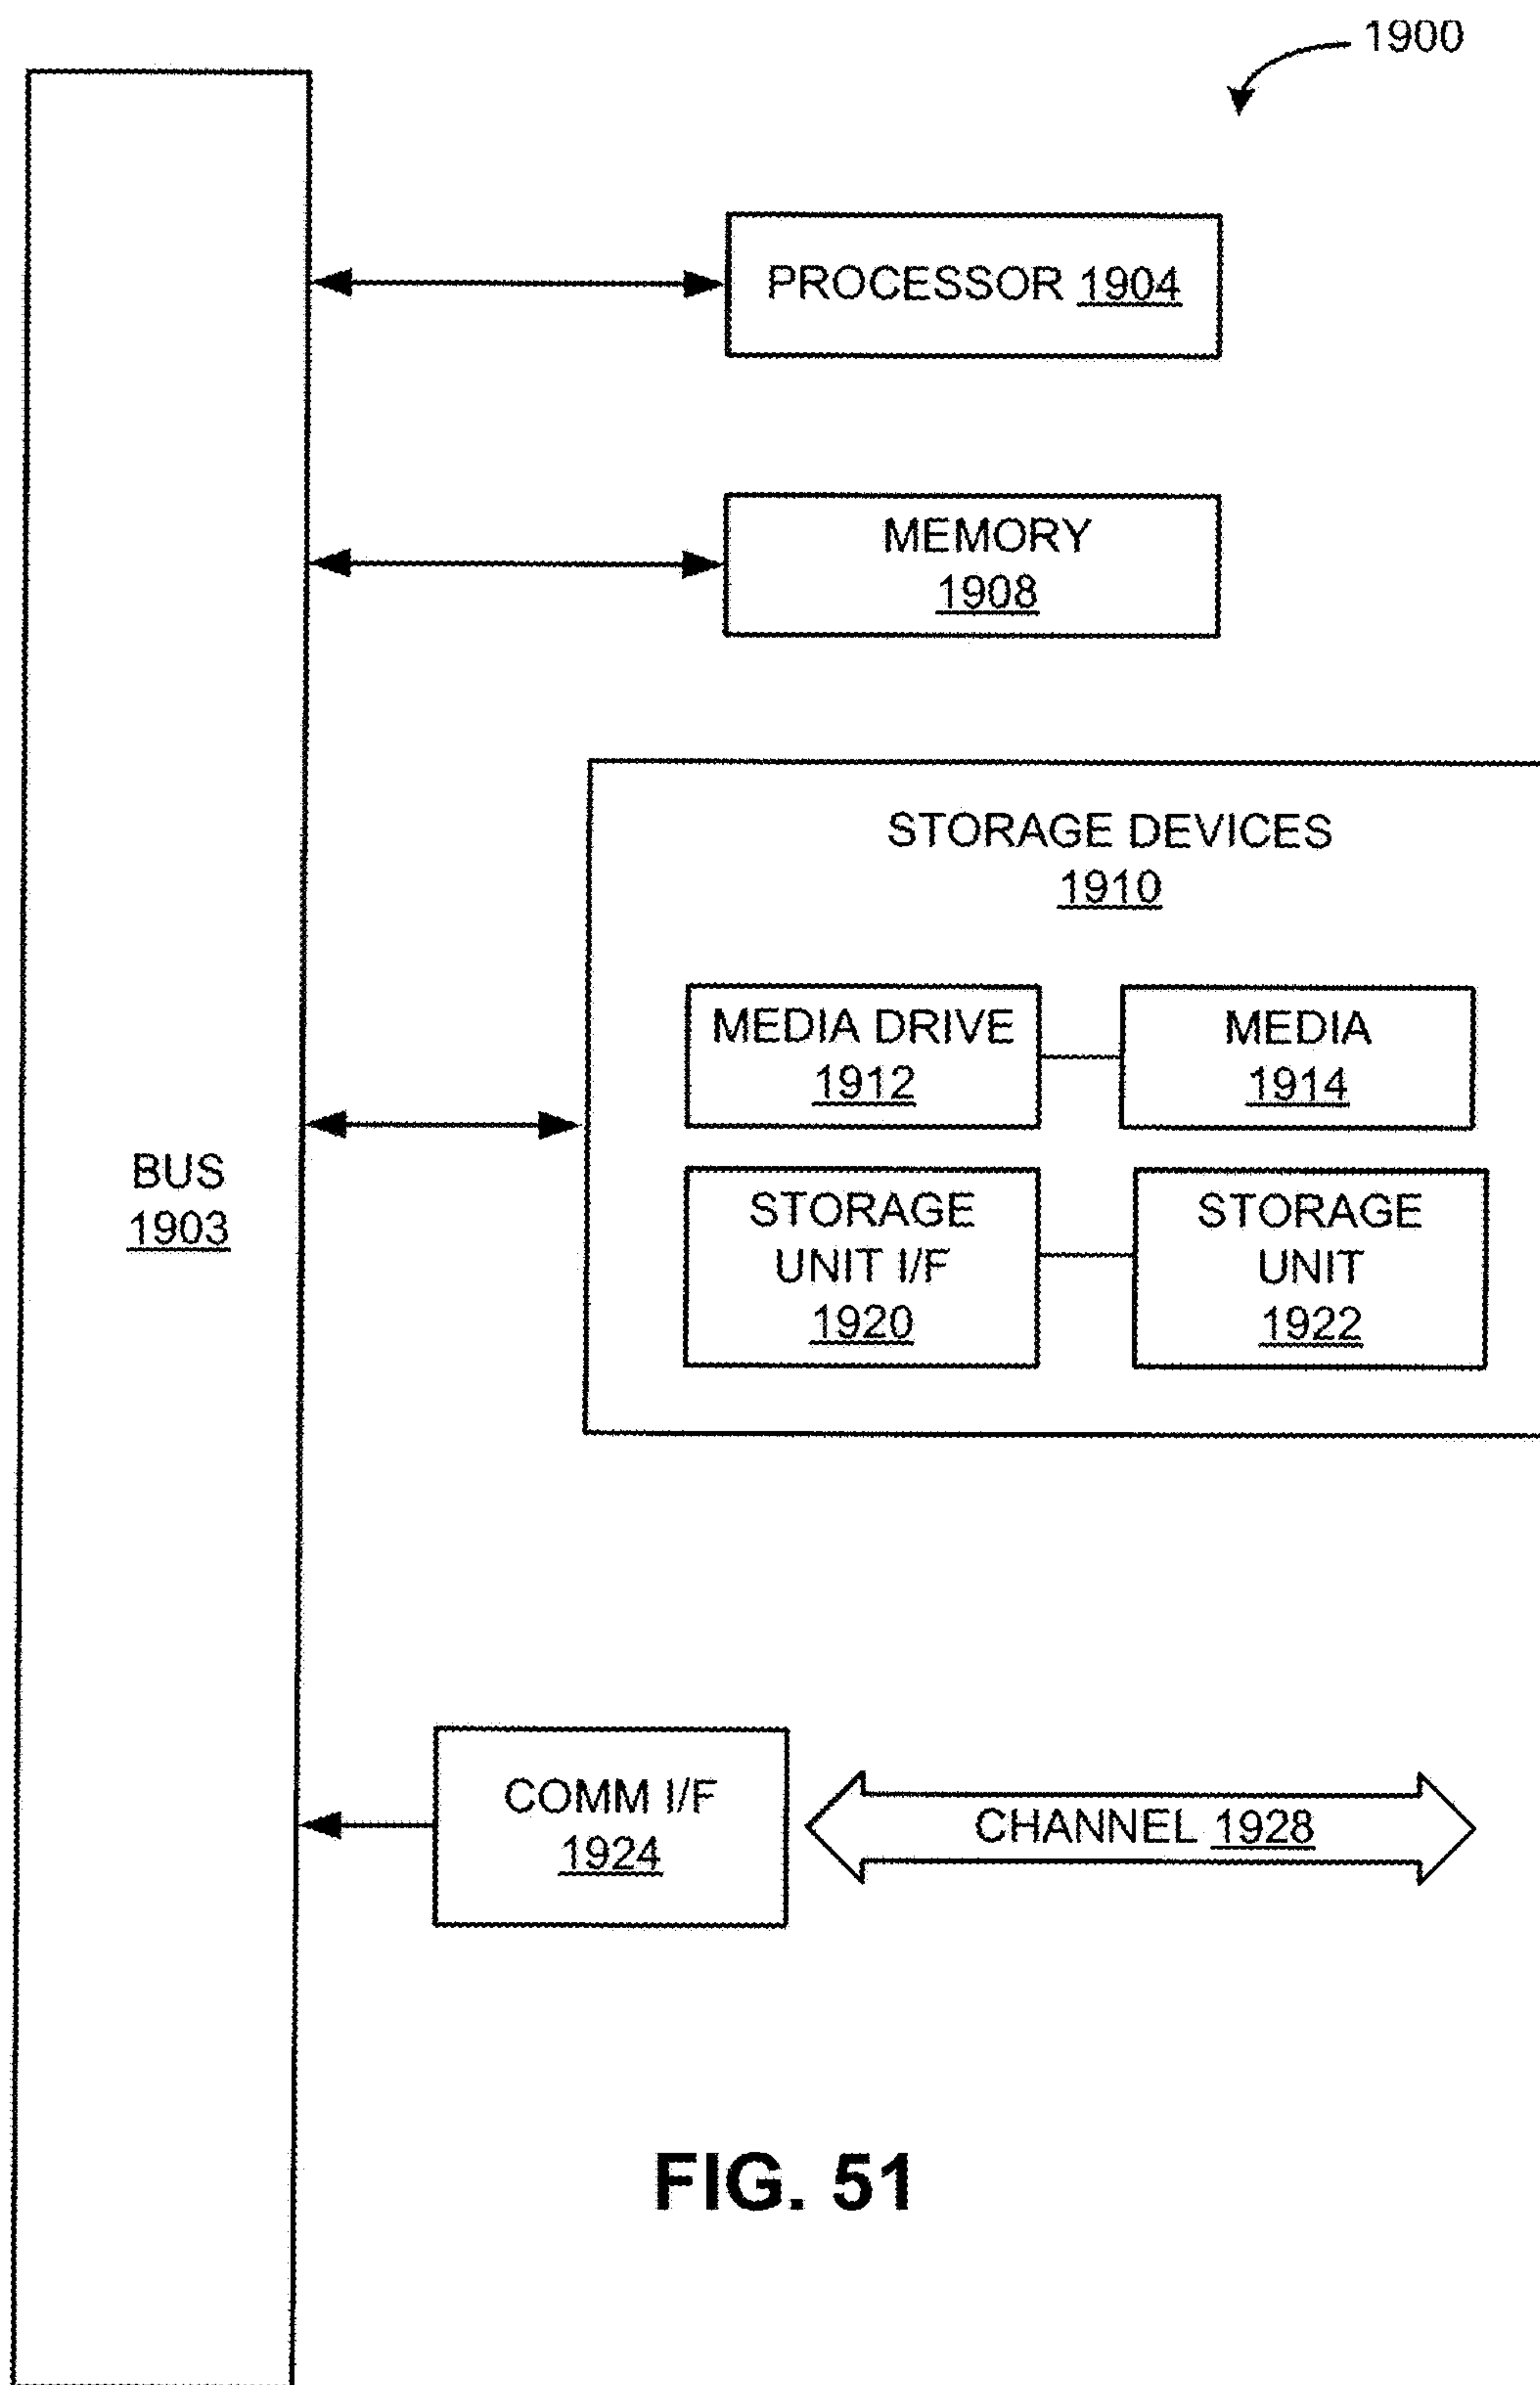 1900
PROCESSOR 1904
MEMORY
1908
STORAGE DEVICES
1910
MEDIA DRIVE
1912
MEDIA
1914
BUS
1903
STORAGE
UNIT I/F
1920
STORAGE
UNIT
1922
COMM I/F
1924
CHANNEL 1928
FIG. 51